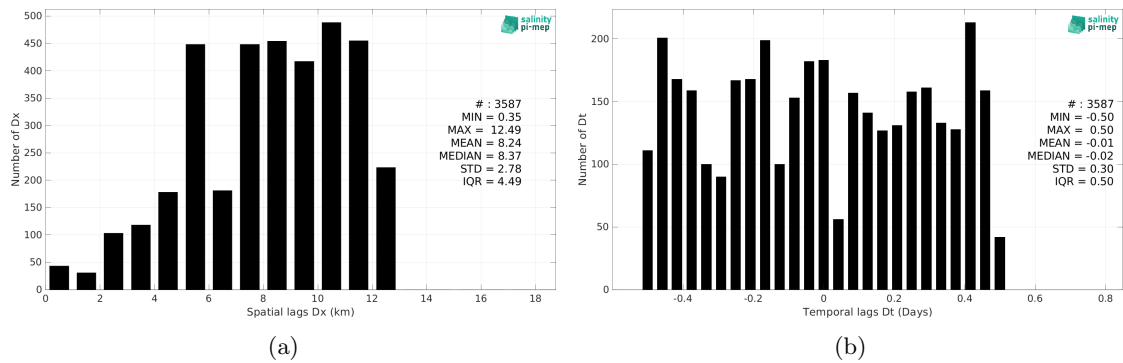 500
450
400
350
300
250
200
150
100
50
0
Number of Dx
0 2 4 6 8 10 12 14 16 18
Spatial lags Dx (km)
salinity
pi-mep
# : 3587
MIN = 0.35
MAX = 12.49
MEAN = 8.24
MEDIAN = 8.37
STD = 2.78
IQR = 4.49
(a)
200
150
100
50
0
Number of Dt
-0.4 -0.2 0 0.2 0.4 0.6 0.8
Temporal lags Dt (Days)
salinity
pi-mep
# : 3587
MIN = -0.50
MAX = 0.50
MEAN = -0.01
MEDIAN = -0.02
STD = 0.30
IQR = 0.50
(b)